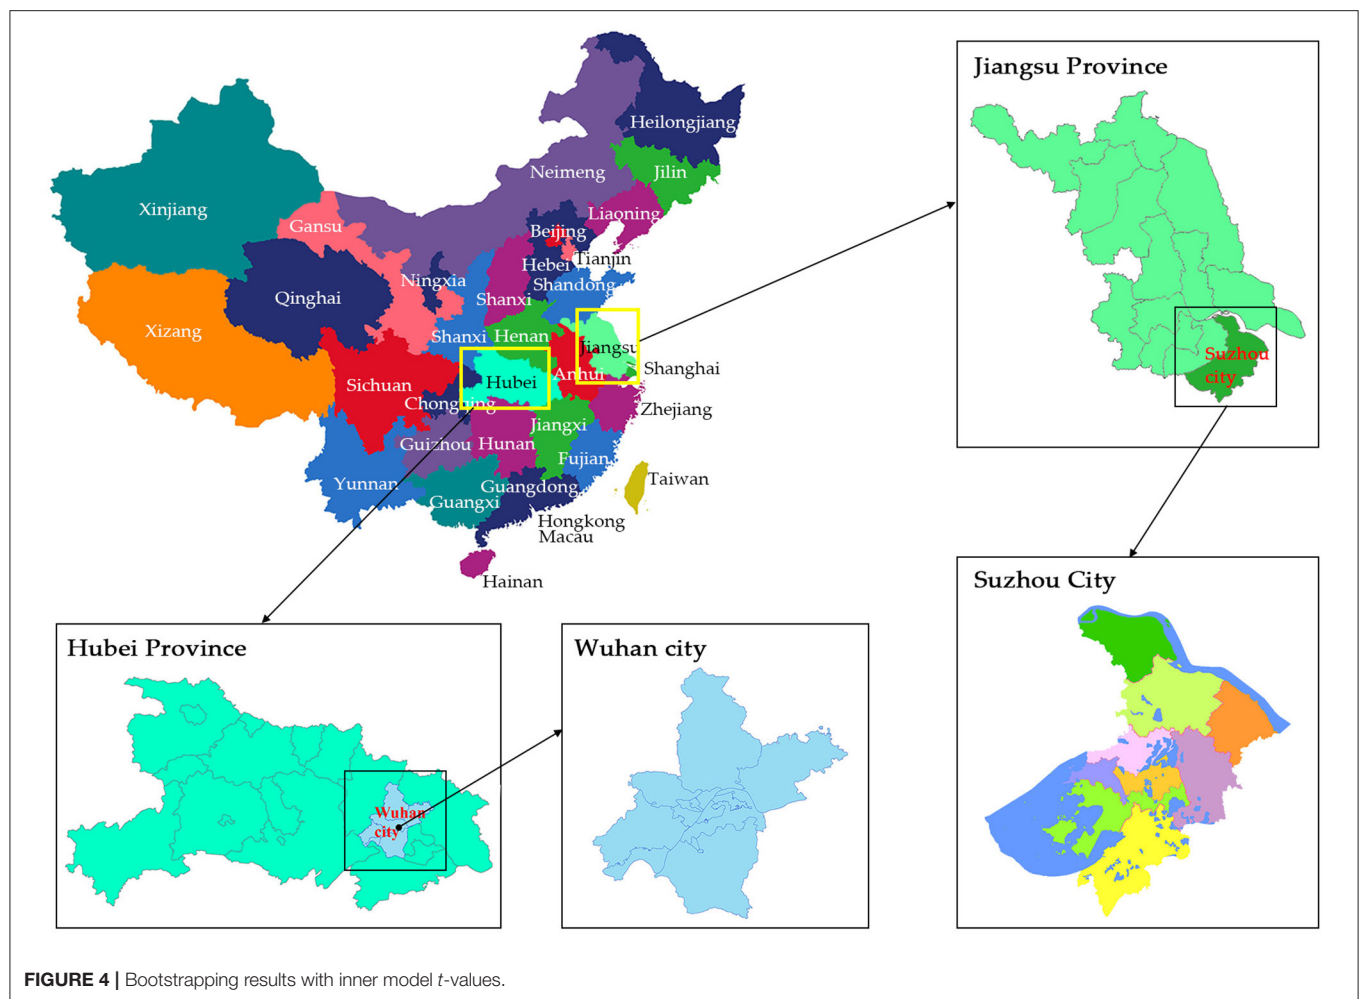 Jiangsu Province
Heilongjiang
Neimeng
Jilin
Xinjiang
Liaoning
Gansu
Beijing
Tianjin
Hebei
Ningxia
Shandong
Qinghai
Shanxi
Xizang
Shanxi
Henan
Jiangsu
Suzhou
city
Shanghai
Sichuan
Hubei
Anhui
Chongqing
Zhejiang
Jiangxi
Guizhou
Hunan
Fujian
Yunnan
Taiwan
Guangxi
Guangdong
Hongkong
Macau
Hainan
Suzhou City
Hubei Province
Wuhan city
Wuhan
city
FIGURE 4 | Bootstrapping results with inner model t-values.